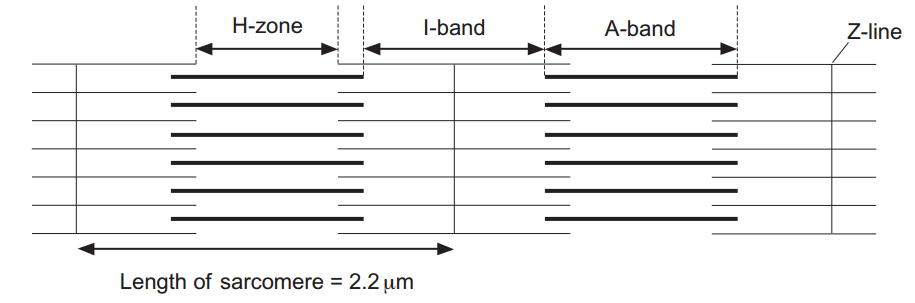 H-zone
I-band
A-band
Z-line
Length of sarcomere = 2.2 μm